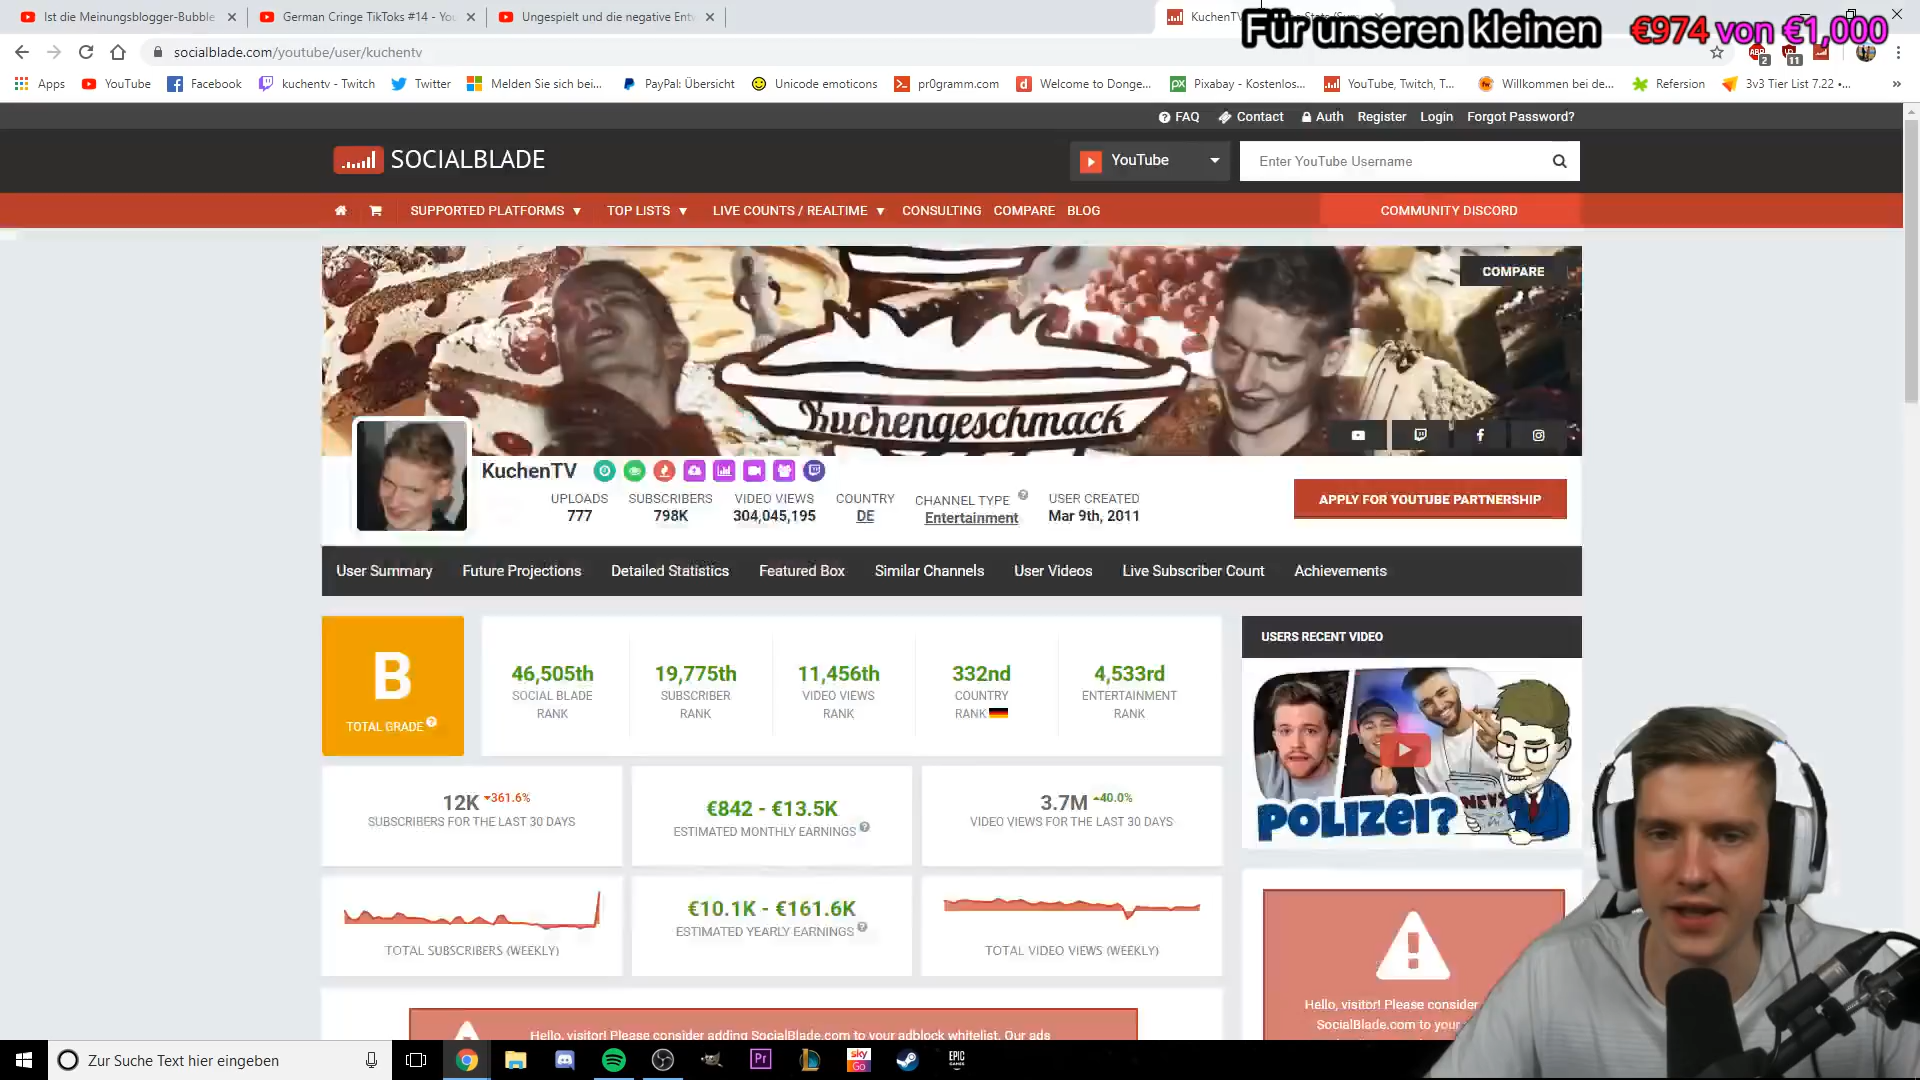 Ist die Meinungsblogger-Bubble
German Cringe TikToks #14 - You
Ungespielt und die negative Entw
KuchenTV
Für unseren kleinen
€974 von €1,000
socialblade.com/youtube/user/kuchentv
2
11
Apps
YouTube
Facebook
kuchentv - Twitch
Twitter
Melden Sie sich bei...
PayPal: Übersicht
Unicode emoticons
pr0gramm.com
Welcome to Donge...
Pixabay - Kostenlos...
YouTube, Twitch, T...
Willkommen bei de...
Refersion
3v3 Tier List 7.22 •...
»
FAQ
Contact
Auth
Register
Login
Forgot Password?
SOCIALBLADE
YouTube
Enter YouTube Username
SUPPORTED PLATFORMS
TOP LISTS
LIVE COUNTS / REALTIME
CONSULTING
COMPARE
BLOG
COMMUNITY DISCORD
COMPARE
Kuchengeschmack
KuchenTV
UPLOADS
777
SUBSCRIBERS
798K
VIDEO VIEWS
304,045,195
COUNTRY
DE
CHANNEL TYPE
Entertainment
USER CREATED
Mar 9th, 2011
APPLY FOR YOUTUBE PARTNERSHIP
User Summary
Future Projections
Detailed Statistics
Featured Box
Similar Channels
User Videos
Live Subscriber Count
Achievements
B
TOTAL GRADE
46,505th
SOCIAL BLADE
RANK
19,775th
SUBSCRIBER
RANK
11,456th
VIDEO VIEWS
RANK
332nd
COUNTRY
RANK
4,533rd
ENTERTAINMENT
RANK
USERS RECENT VIDEO
NEWS
POLIZEI?
12K 361.6%
SUBSCRIBERS FOR THE LAST 30 DAYS
€842 - €13.5K
ESTIMATED MONTHLY EARNINGS
3.7M 40.0%
VIDEO VIEWS FOR THE LAST 30 DAYS
TOTAL SUBSCRIBERS (WEEKLY)
€10.1K - €161.6K
ESTIMATED YEARLY EARNINGS
TOTAL VIDEO VIEWS (WEEKLY)
Hello, visitor! Please consider
SocialBlade.com to your
Hello, visitor! Please consider adding SocialBlade.com to your adblock whitelist. Our ads
Zur Suche Text hier eingeben
Pr
sky
Go
EPIC
GAMES